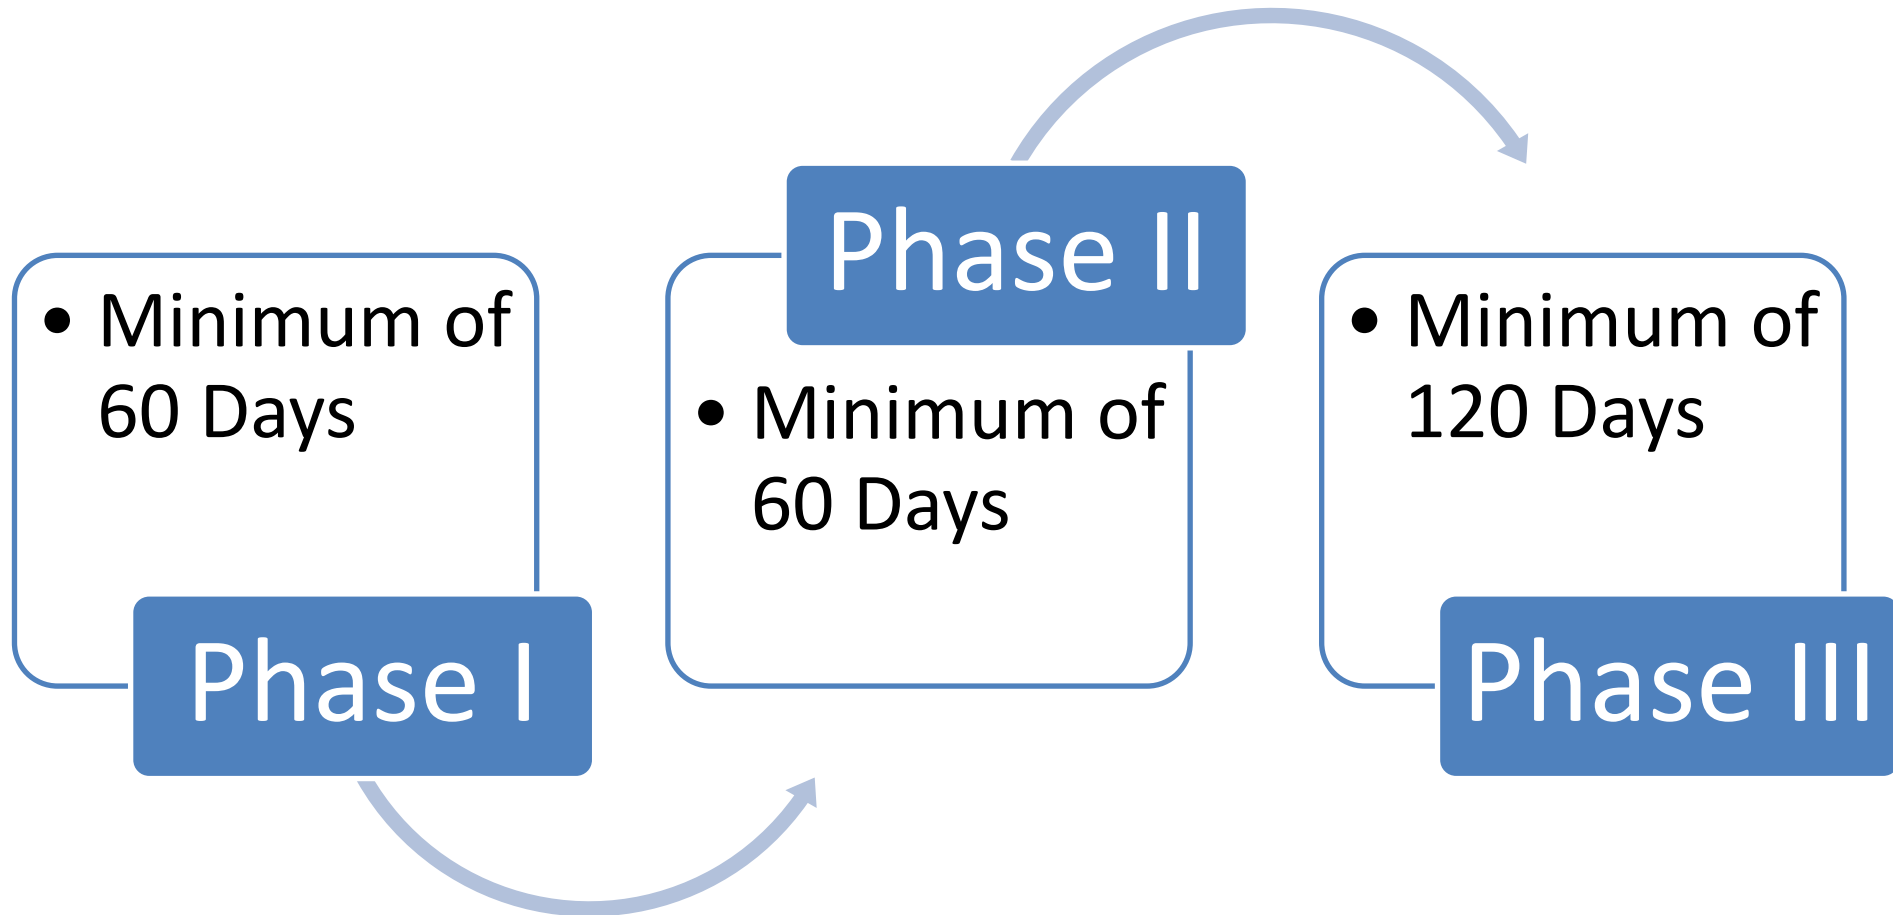 • Minimum of
60 Days
Phase I
Phase II
• Minimum of
60 Days
• Minimum of
120 Days
Phase III